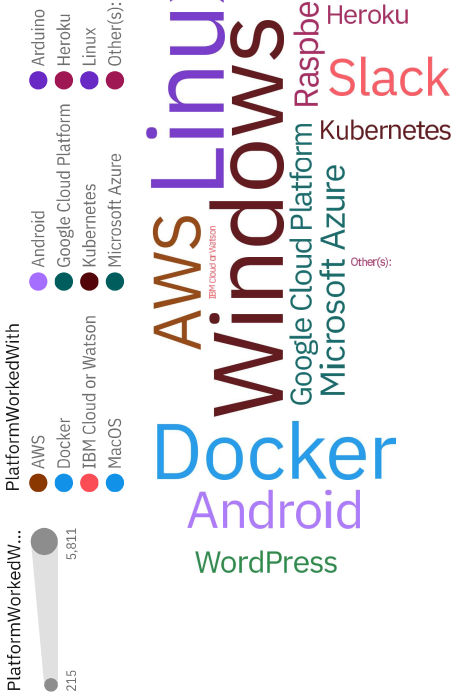 PlatformWorkedW...
215
5,811
PlatformWorkedWith
AWS
Docker
IBM Cloud or Watson
MacOS
Android
Google Cloud Platform
Kubernetes
Microsoft Azure
Arduino
Heroku
Linux
Other(s):
Linux
Windows
AWS
IBM Cloud or Watson
Raspbe
Heroku
Slack
Kubernetes
Google Cloud Platform
Microsoft Azure
Other(s):
Docker
Android
WordPress